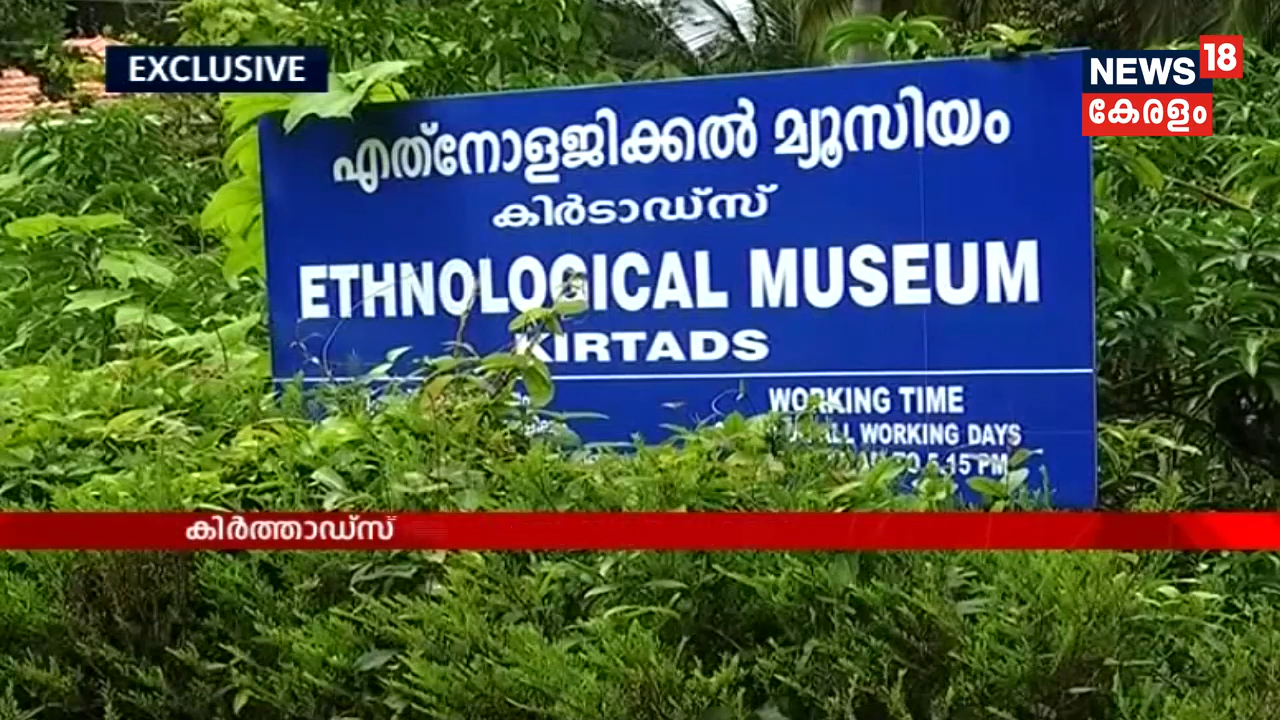 EXCLUSIVE
NEWS 18
കേരളം
എത്നോളജിക്കൽ മ്യൂസിയം
കിർടാഡ്സ്
ETHNOLOGICAL MUSEUM
KIRTADS
WORKING TIME
ALL WORKING DAYS
TO 5.15 PM
കിർത്താഡ്സ്